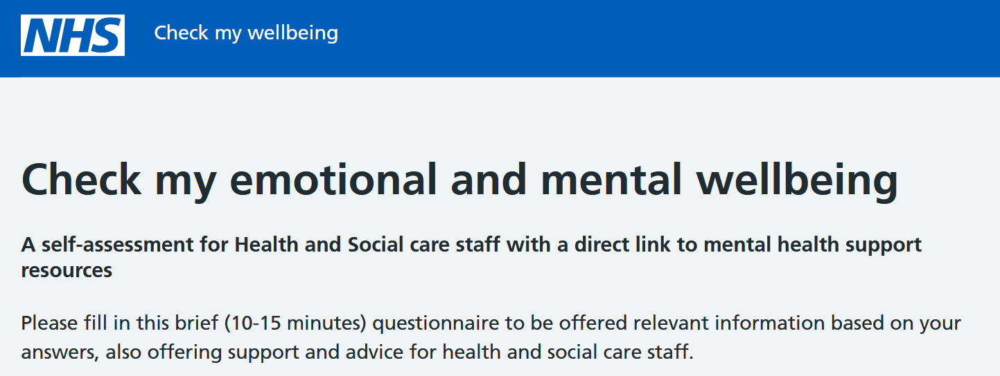 NHS Check my wellbeing
Check my emotional and mental wellbeing
A self-assessment for Health and Social care staff with a direct link to mental health support
resources
Please fill in this brief (10-15 minutes) questionnaire to be offered relevant information based on your
answers, also offering support and advice for health and social care staff.